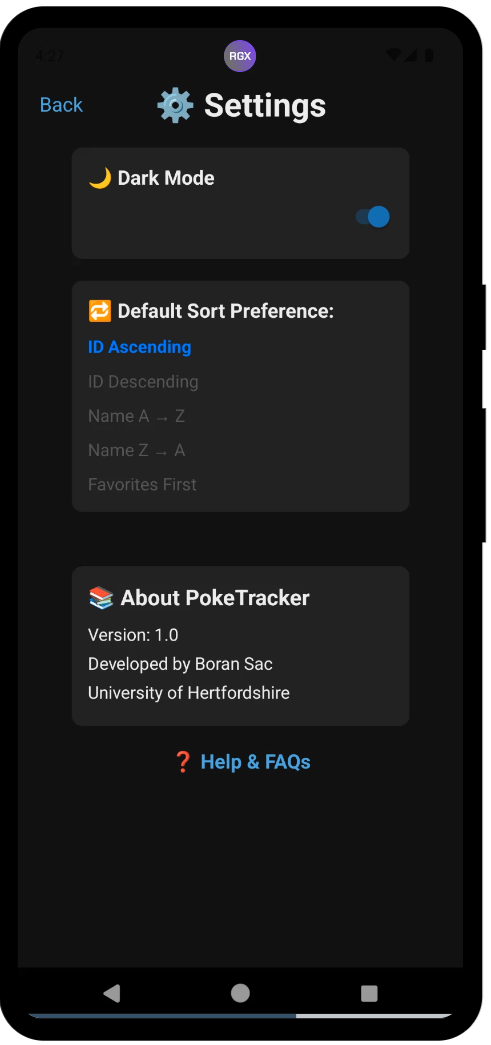 4:27
RGX
Back
⚙️ Settings
🌙 Dark Mode
🔁 Default Sort Preference:
ID Ascending
ID Descending
Name A → Z
Name Z → A
Favorites First
📚 About PokeTracker
Version: 1.0
Developed by Boran Sac
University of Hertfordshire
❓ Help & FAQs